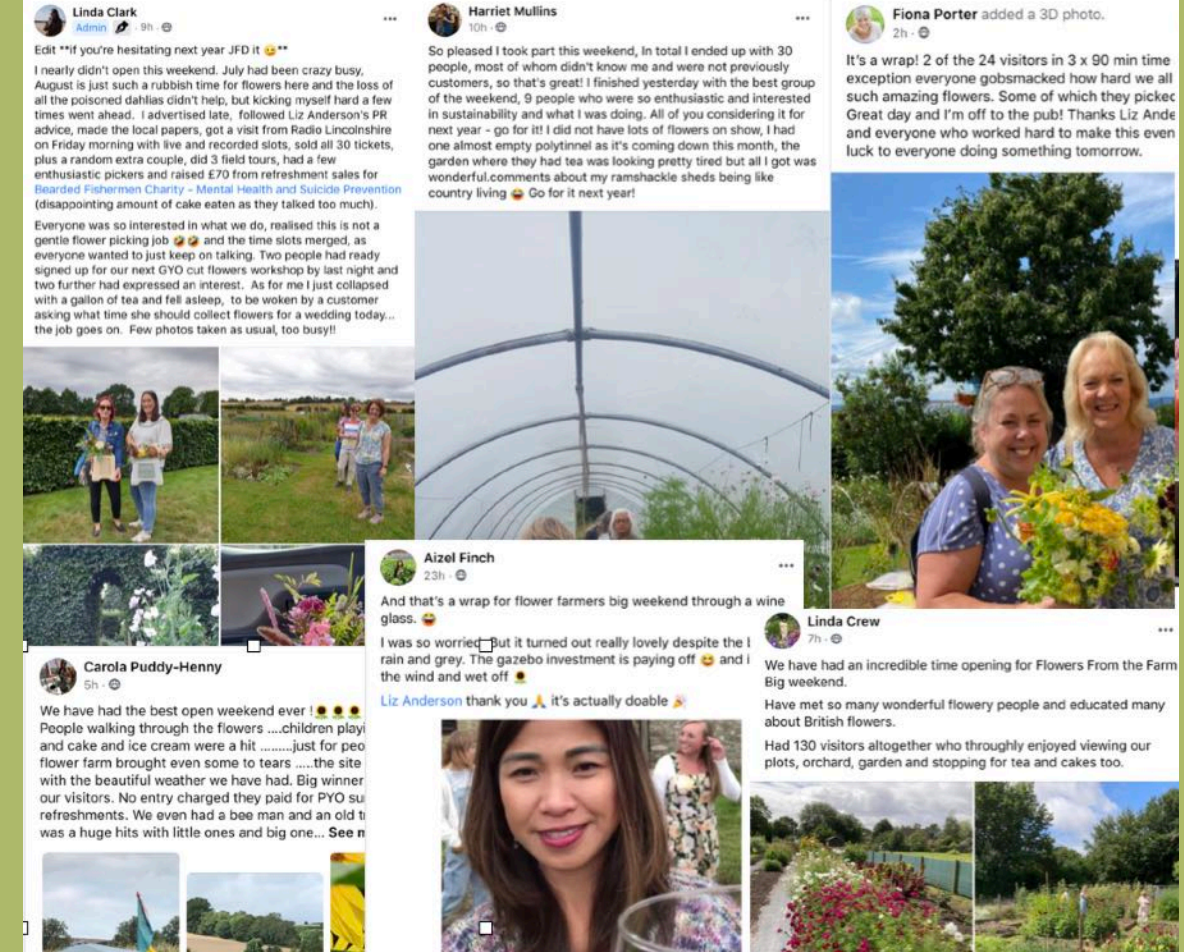 Linda Clark
Admin · 9h ·
Edit **if you're hesitating next year JFD it 😉**
I nearly didn't open this weekend. July had been crazy busy,
August is just such a rubbish time for flowers here and the loss of
all the poisoned dahlias didn't help, but kicking myself hard a few
times went ahead. I advertised late, followed Liz Anderson's PR
advice, made the local papers, got a visit from Radio Lincolnshire
on Friday morning with live and recorded slots, sold all 30 tickets,
plus a random extra couple, did 3 field tours, had a few
enthusiastic pickers and raised £70 from refreshment sales for
Bearded Fishermen Charity - Mental Health and Suicide Prevention
(disappointing amount of cake eaten as they talked too much).
Everyone was so interested in what we do, realised this is not a
gentle flower picking job 🤣🤣 and the time slots merged, as
everyone wanted to just keep on talking. Two people had ready
signed up for our next GYO cut flowers workshop by last night and
two further had expressed an interest. As for me I just collapsed
with a gallon of tea and fell asleep, to be woken by a customer
asking what time she should collect flowers for a wedding today...
the job goes on. Few photos taken as usual, too busy!!
Harriet Mullins
10h ·
So pleased I took part this weekend, In total I ended up with 30
people, most of whom didn't know me and were not previously
customers, so that's great! I finished yesterday with the best group
of the weekend, 9 people who were so enthusiastic and interested
in sustainability and what I was doing. All of you considering it for
next year - go for it! I did not have lots of flowers on show, I had
one almost empty polytinnel as it's coming down this month, the
garden where they had tea was looking pretty tired but all I got was
wonderful.comments about my ramshackle sheds being like
country living 😄 Go for it next year!
Fiona Porter added a 3D photo.
2h ·
It's a wrap! 2 of the 24 visitors in 3 x 90 min time
exception everyone gobsmacked how hard we all
such amazing flowers. Some of which they picked
Great day and I'm off to the pub! Thanks Liz Ande
and everyone who worked hard to make this even
luck to everyone doing something tomorrow.
Carola Puddy-Henny
5h ·
We have had the best open weekend ever !🌻🌻🌻
People walking through the flowers ....children playi
and cake and ice cream were a hit .........just for peo
flower farm brought even some to tears .....the site
with the beautiful weather we have had. Big winner
our visitors. No entry charged they paid for PYO su
refreshments. We even had a bee man and an old t
was a huge hits with little ones and big one... See m
Aizel Finch
23h ·
And that's a wrap for flower farmers big weekend through a wine
glass. 😄
I was so worried. But it turned out really lovely despite the
rain and grey. The gazebo investment is paying off 😄 and i
the wind and wet off 🌻
Liz Anderson thank you 🙏 it's actually doable 🎉
Linda Crew
7h ·
We have had an incredible time opening for Flowers From the Farm
Big weekend.
Have met so many wonderful flowery people and educated many
about British flowers.
Had 130 visitors altogether who throughly enjoyed viewing our
plots, orchard, garden and stopping for tea and cakes too.